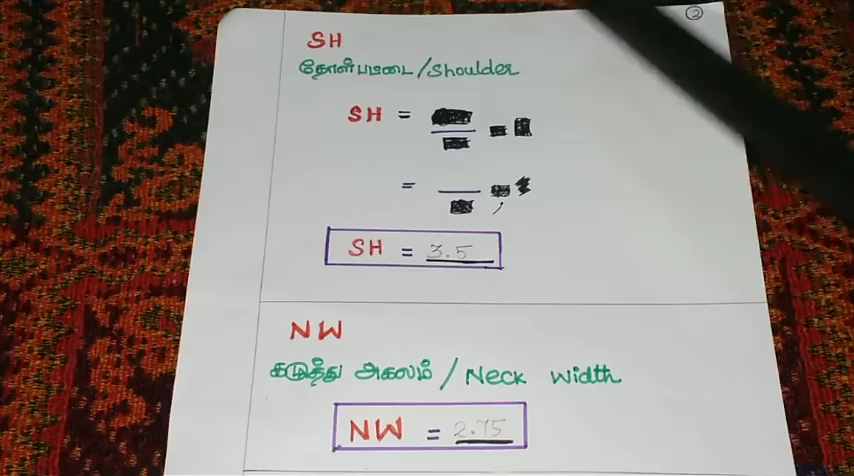 ②
SH
தோள்பட்டை / Shoulder
SH =
=
SH = 3.5
NW
கழுத்து அகலம் / Neck width
NW = 2.75